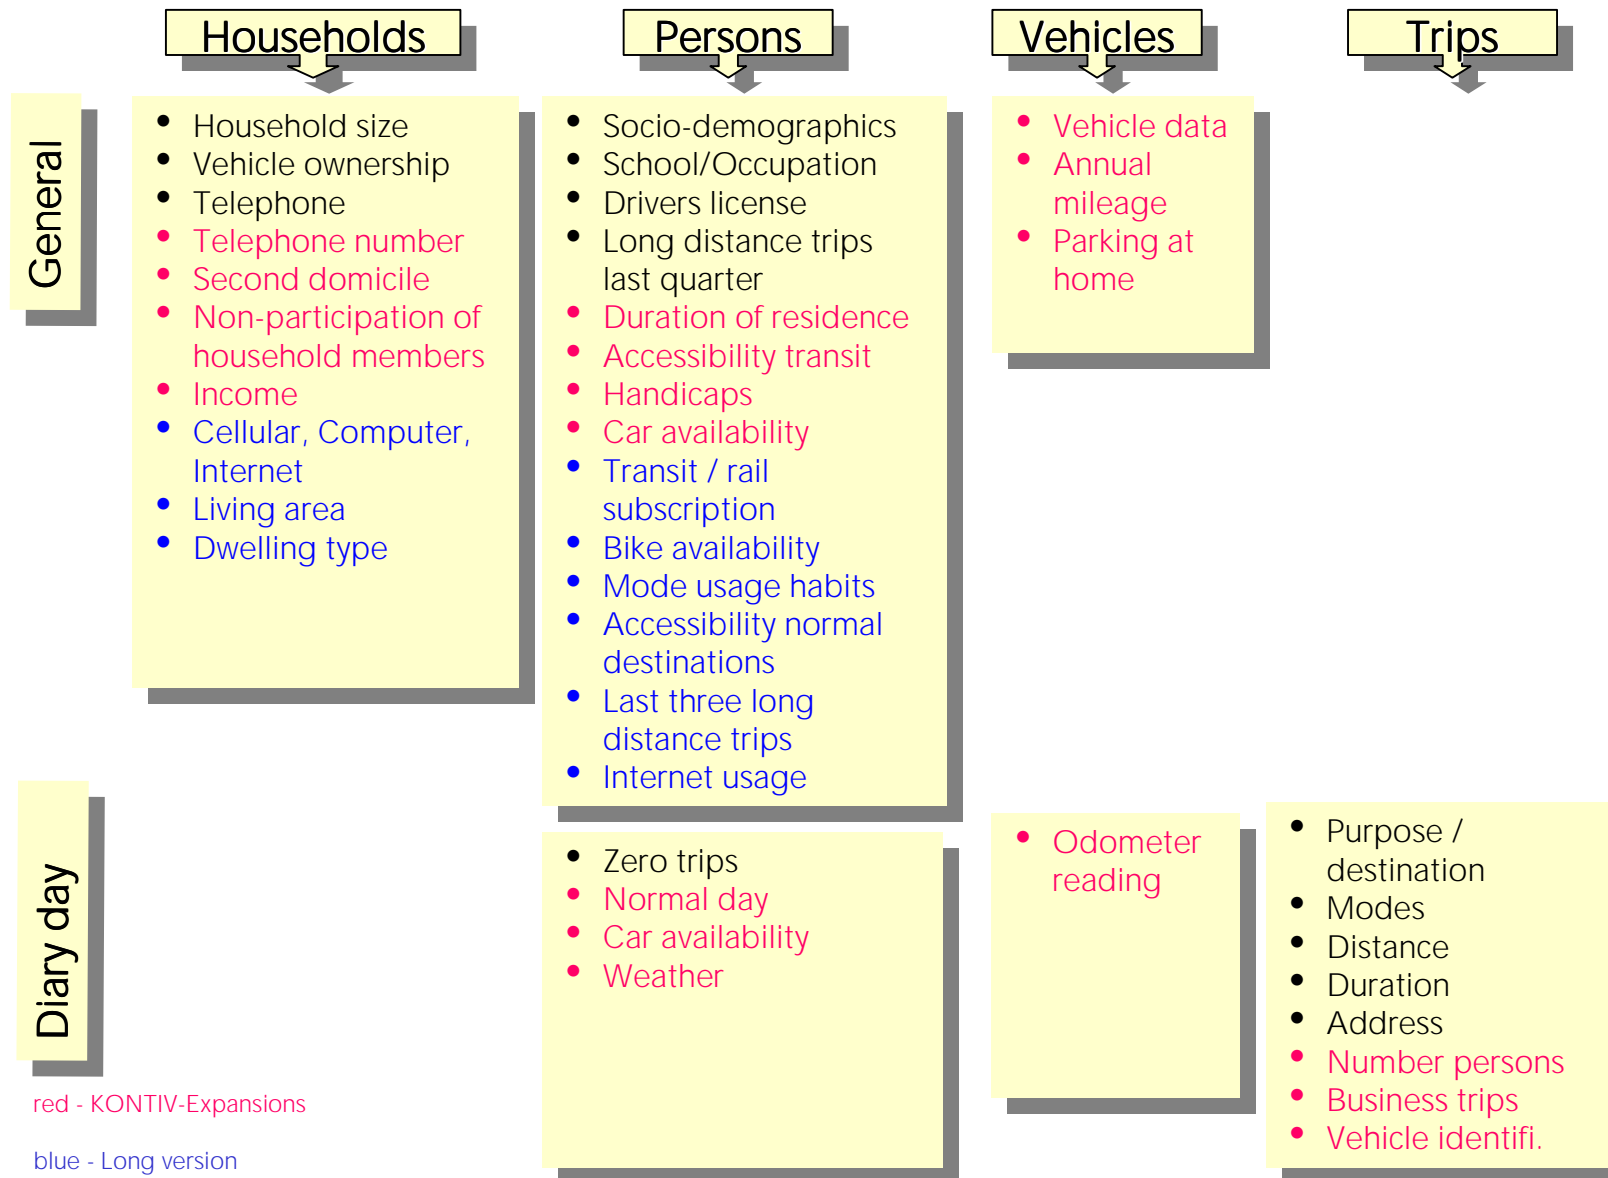 Households
Persons
Vehicles
Trips
General
• Household size
• Vehicle ownership
• Telephone
• Telephone number
• Second domicile
• Non-participation of
household members
• Income
• Cellular, Computer,
Internet
• Living area
• Dwelling type
• Socio-demographics
• School/Occupation
• Drivers license
• Long distance trips
last quarter
• Duration of residence
• Accessibility transit
• Handicaps
• Car availability
• Transit / rail
subscription
• Bike availability
• Mode usage habits
• Accessibility normal
destinations
• Last three long
distance trips
• Internet usage
• Vehicle data
• Annual
mileage
• Parking at
home
Diary day
• Zero trips
• Normal day
• Car availability
• Weather
• Odometer
reading
• Purpose /
destination
• Modes
• Distance
• Duration
• Address
• Number persons
• Business trips
• Vehicle identifi.
red - KONTIV-Expansions
blue - Long version